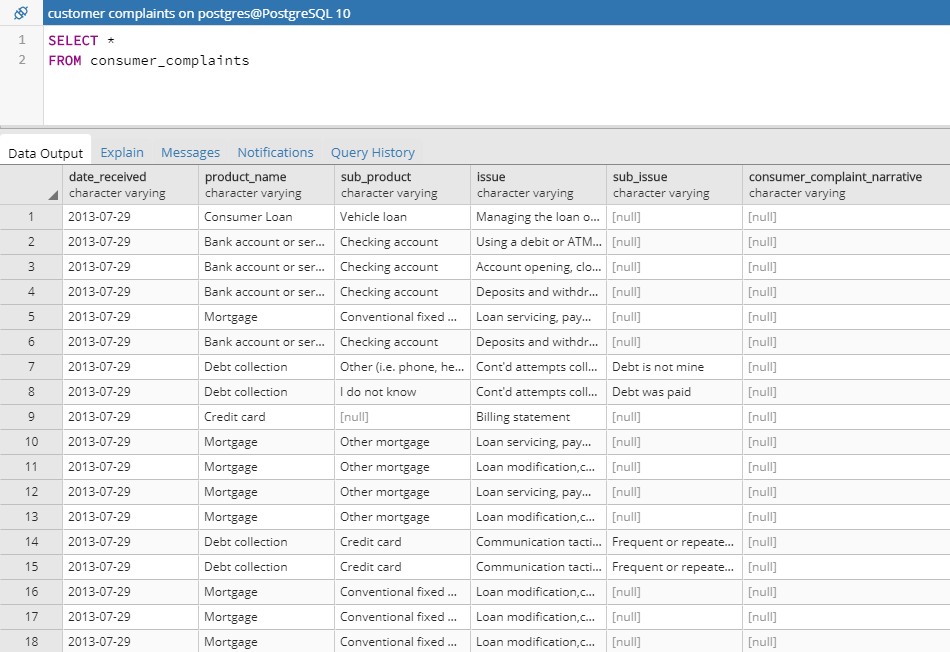 customer complaints on postgres@PostgreSQL 10
1 SELECT *
2 FROM consumer_complaints
Data Output Explain Messages Notifications Query History
date_received product_name sub_product issue sub_issue consumer_complaint_narrative
character varying character varying character varying character varying character varying character varying
1 2013-07-29 Consumer Loan Vehicle loan Managing the loan o... [null] [null]
2 2013-07-29 Bank account or ser... Checking account Using a debit or ATM... [null] [null]
3 2013-07-29 Bank account or ser... Checking account Account opening, clo... [null] [null]
4 2013-07-29 Bank account or ser... Checking account Deposits and withdr... [null] [null]
5 2013-07-29 Mortgage Conventional fixed ... Loan servicing, pay... [null] [null]
6 2013-07-29 Bank account or ser... Checking account Deposits and withdr... [null] [null]
7 2013-07-29 Debt collection Other (i.e. phone, he... Cont'd attempts coll... Debt is not mine [null]
8 2013-07-29 Debt collection I do not know Cont'd attempts coll... Debt was paid [null]
9 2013-07-29 Credit card [null] Billing statement [null] [null]
10 2013-07-29 Mortgage Other mortgage Loan servicing, pay... [null] [null]
11 2013-07-29 Mortgage Other mortgage Loan modification,c... [null] [null]
12 2013-07-29 Mortgage Other mortgage Loan servicing, pay... [null] [null]
13 2013-07-29 Mortgage Other mortgage Loan modification,c... [null] [null]
14 2013-07-29 Debt collection Credit card Communication tacti... Frequent or repeate... [null]
15 2013-07-29 Debt collection Credit card Communication tacti... Frequent or repeate... [null]
16 2013-07-29 Mortgage Conventional fixed ... Loan modification,c... [null] [null]
17 2013-07-29 Mortgage Conventional fixed ... Loan modification,c... [null] [null]
18 2013-07-29 Mortgage Conventional fixed ... Loan modification,c... [null] [null]